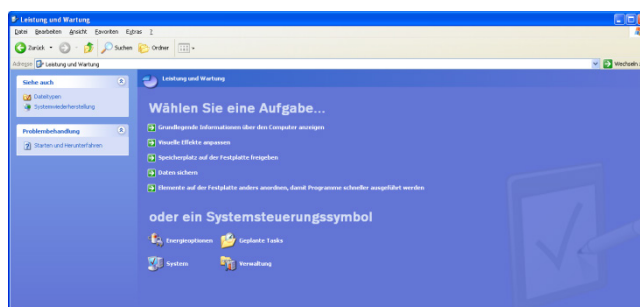 Leistung und Wartung
Datei Bearbeiten Ansicht Favoriten Extras ?
Zurück Suchen Ordner
Adresse Leistung und Wartung Wechseln
Siehe auch
Dateitypen
Systemwiederherstellung
Problembehandlung
Starten und Herunterfahren
Leistung und Wartung
Wählen Sie eine Aufgabe...
Grundlegende Informationen über den Computer anzeigen
Visuelle Effekte anpassen
Speicherplatz auf der Festplatte freigeben
Daten sichern
Elemente auf der Festplatte anders anordnen, damit Programme schneller ausgeführt werden
oder ein Systemsteuerungssymbol
Energieoptionen Geplante Tasks
System Verwaltung